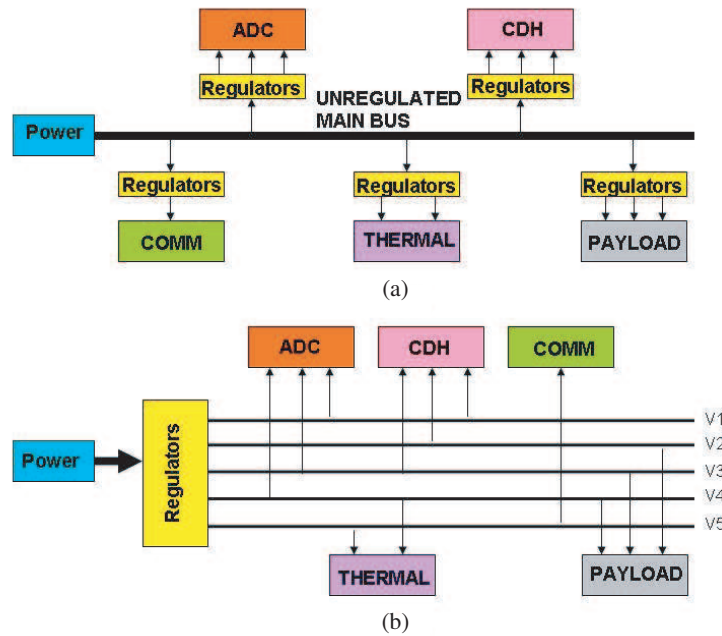 ADC
CDH
Regulators
Regulators
UNREGULATED
MAIN BUS
Power
Regulators
Regulators
Regulators
COMM
THERMAL
PAYLOAD
(a)
ADC
CDH
COMM
V1
V2
Power
Regulators
V3
V4
V5
THERMAL
PAYLOAD
(b)